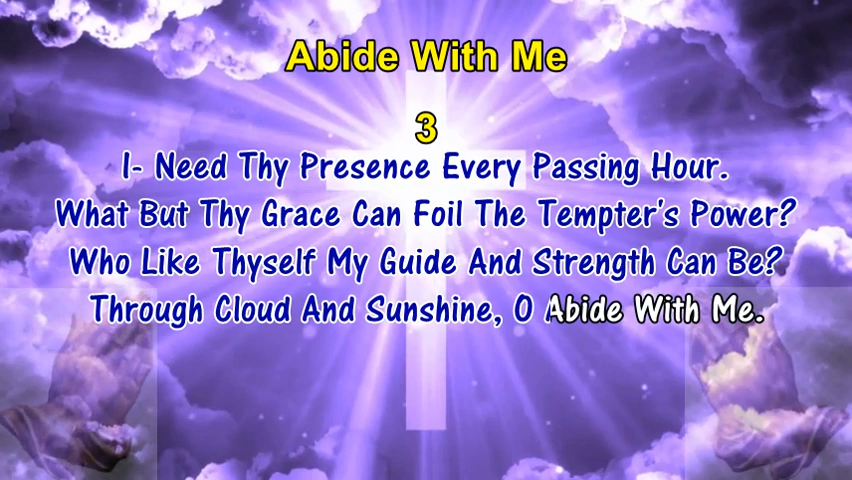 Abide With Me
3
I- Need Thy Presence Every Passing Hour.
What But Thy Grace Can Foil The Tempter's Power?
Who Like Thyself My Guide And Strength Can Be?
Through Cloud And Sunshine, O Abide With Me.